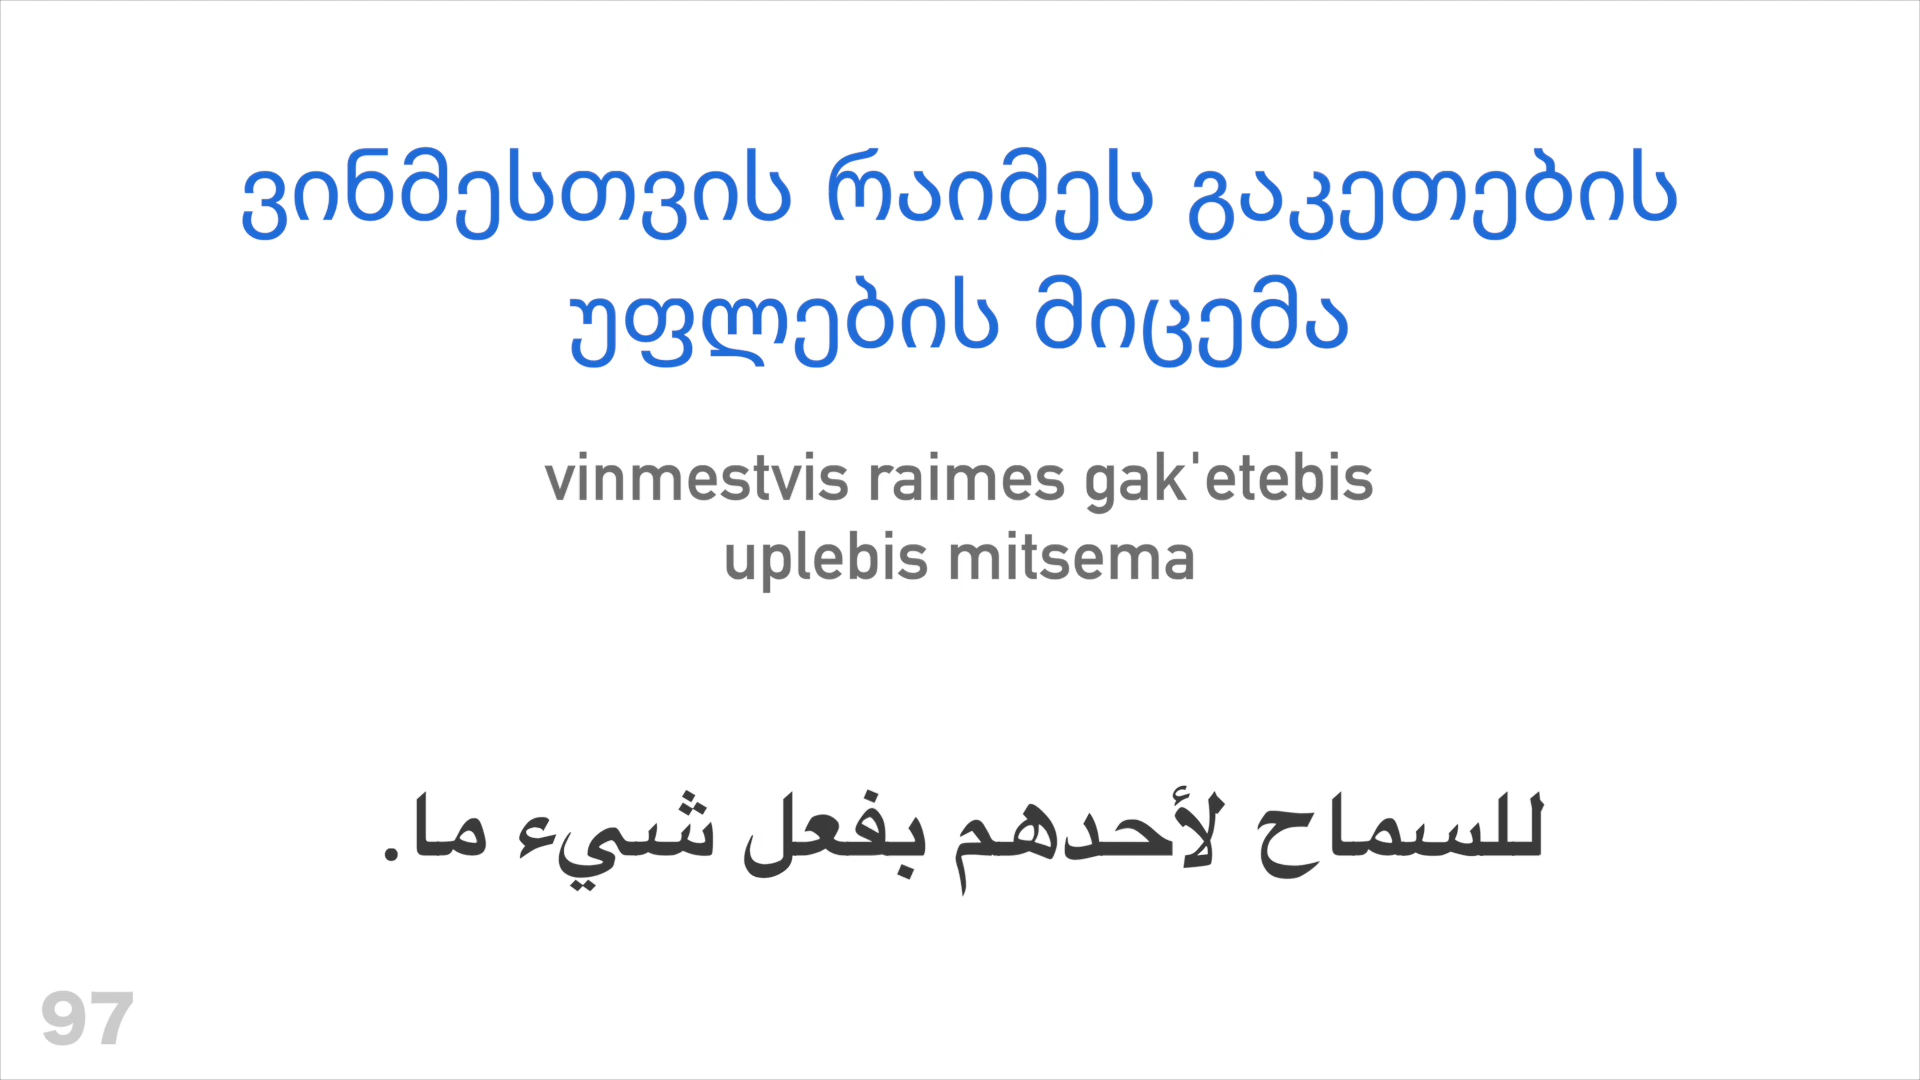 ვინმესთვის რაიმეს გაკეთების
უფლების მიცემა
vinmestvis raimes gak'etebis
uplebis mitsema
للسماح لأحدهم بفعل شيء ما.
97